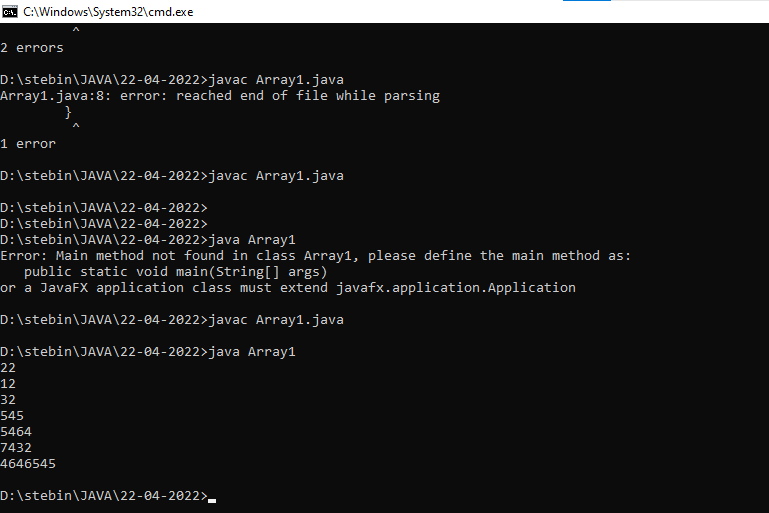 C:\Windows\System32\cmd.exe
^
2 errors
D:\stebin\JAVA\22-04-2022>javac Array1.java
Array1.java:8: error: reached end of file while parsing
}
^
1 error
D:\stebin\JAVA\22-04-2022>javac Array1.java
D:\stebin\JAVA\22-04-2022>
D:\stebin\JAVA\22-04-2022>
D:\stebin\JAVA\22-04-2022>java Array1
Error: Main method not found in class Array1, please define the main method as:
public static void main(String[] args)
or a JavaFX application class must extend javafx.application.Application
D:\stebin\JAVA\22-04-2022>javac Array1.java
D:\stebin\JAVA\22-04-2022>java Array1
22
12
32
545
5464
7432
4646545
D:\stebin\JAVA\22-04-2022>